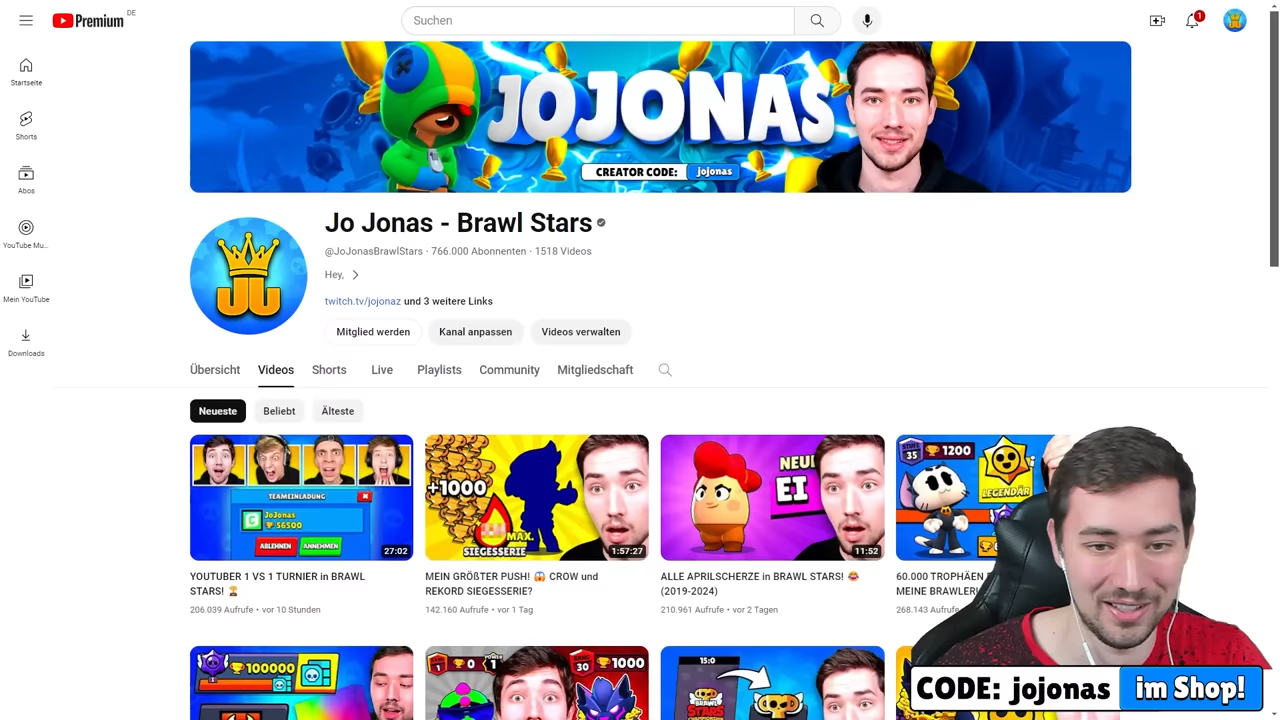 Premium DE
Suchen
1
Startseite
Shorts
Abos
YouTube Mu...
Mein YouTube
Downloads
JOJONAS
CREATOR CODE: jojonas
Jo Jonas - Brawl Stars
@JoJonasBrawlStars · 766.000 Abonnenten · 1518 Videos
Hey,
twitch.tv/jojonaz und 3 weitere Links
Mitglied werden Kanal anpassen Videos verwalten
Übersicht Videos Shorts Live Playlists Community Mitgliedschaft
Neueste Beliebt Älteste
TEAMEINLADUNG
JoJonas
56500
ABLEHNEN ANNEHMEN
27:02
YOUTUBER 1 VS 1 TURNIER in BRAWL
STARS! 🏆
206.039 Aufrufe • vor 10 Stunden
+1000
MAX.
SIEGESSERIE
1:57:27
MEIN GRÖßTER PUSH! 😱 CROW und
REKORD SIEGESSERIE?
142.160 Aufrufe • vor 1 Tag
EI
11:52
ALLE APRILSCHERZE in BRAWL STARS! 😂
(2019-2024)
210.961 Aufrufe • vor 2 Tagen
35
1200
LEGENDÄR
60.000 TROPHÄEN
MEINE BRAWLER!
268.143 Aufrufe
100000
1 0 1
30 1000
15:0
BRAWL
STARS
CODE: jojonas im Shop!